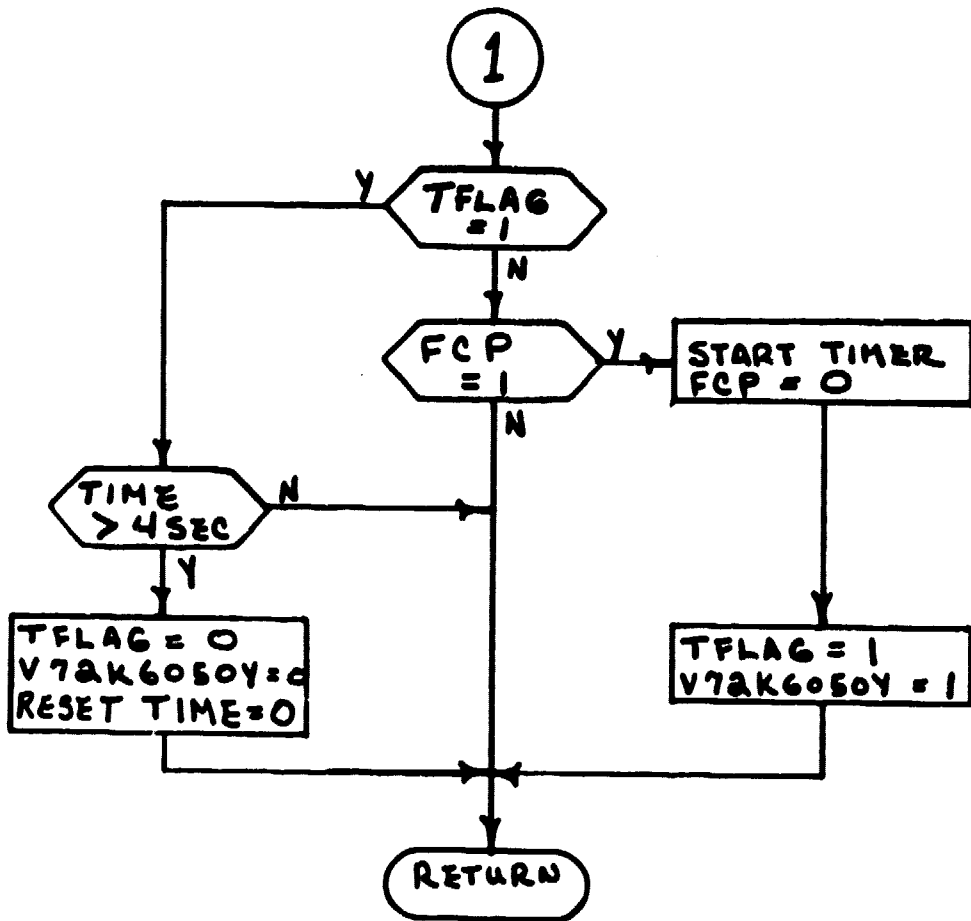 1
Y
TFLAG
= 1
N
FCP
= 1
Y
START TIMER
FCP = 0
N
TIME
> 4 SEC
N
Y
TFLAG = 0
V72K6050Y=0
RESET TIME=0
TFLAG = 1
V72K6050Y = 1
RETURN